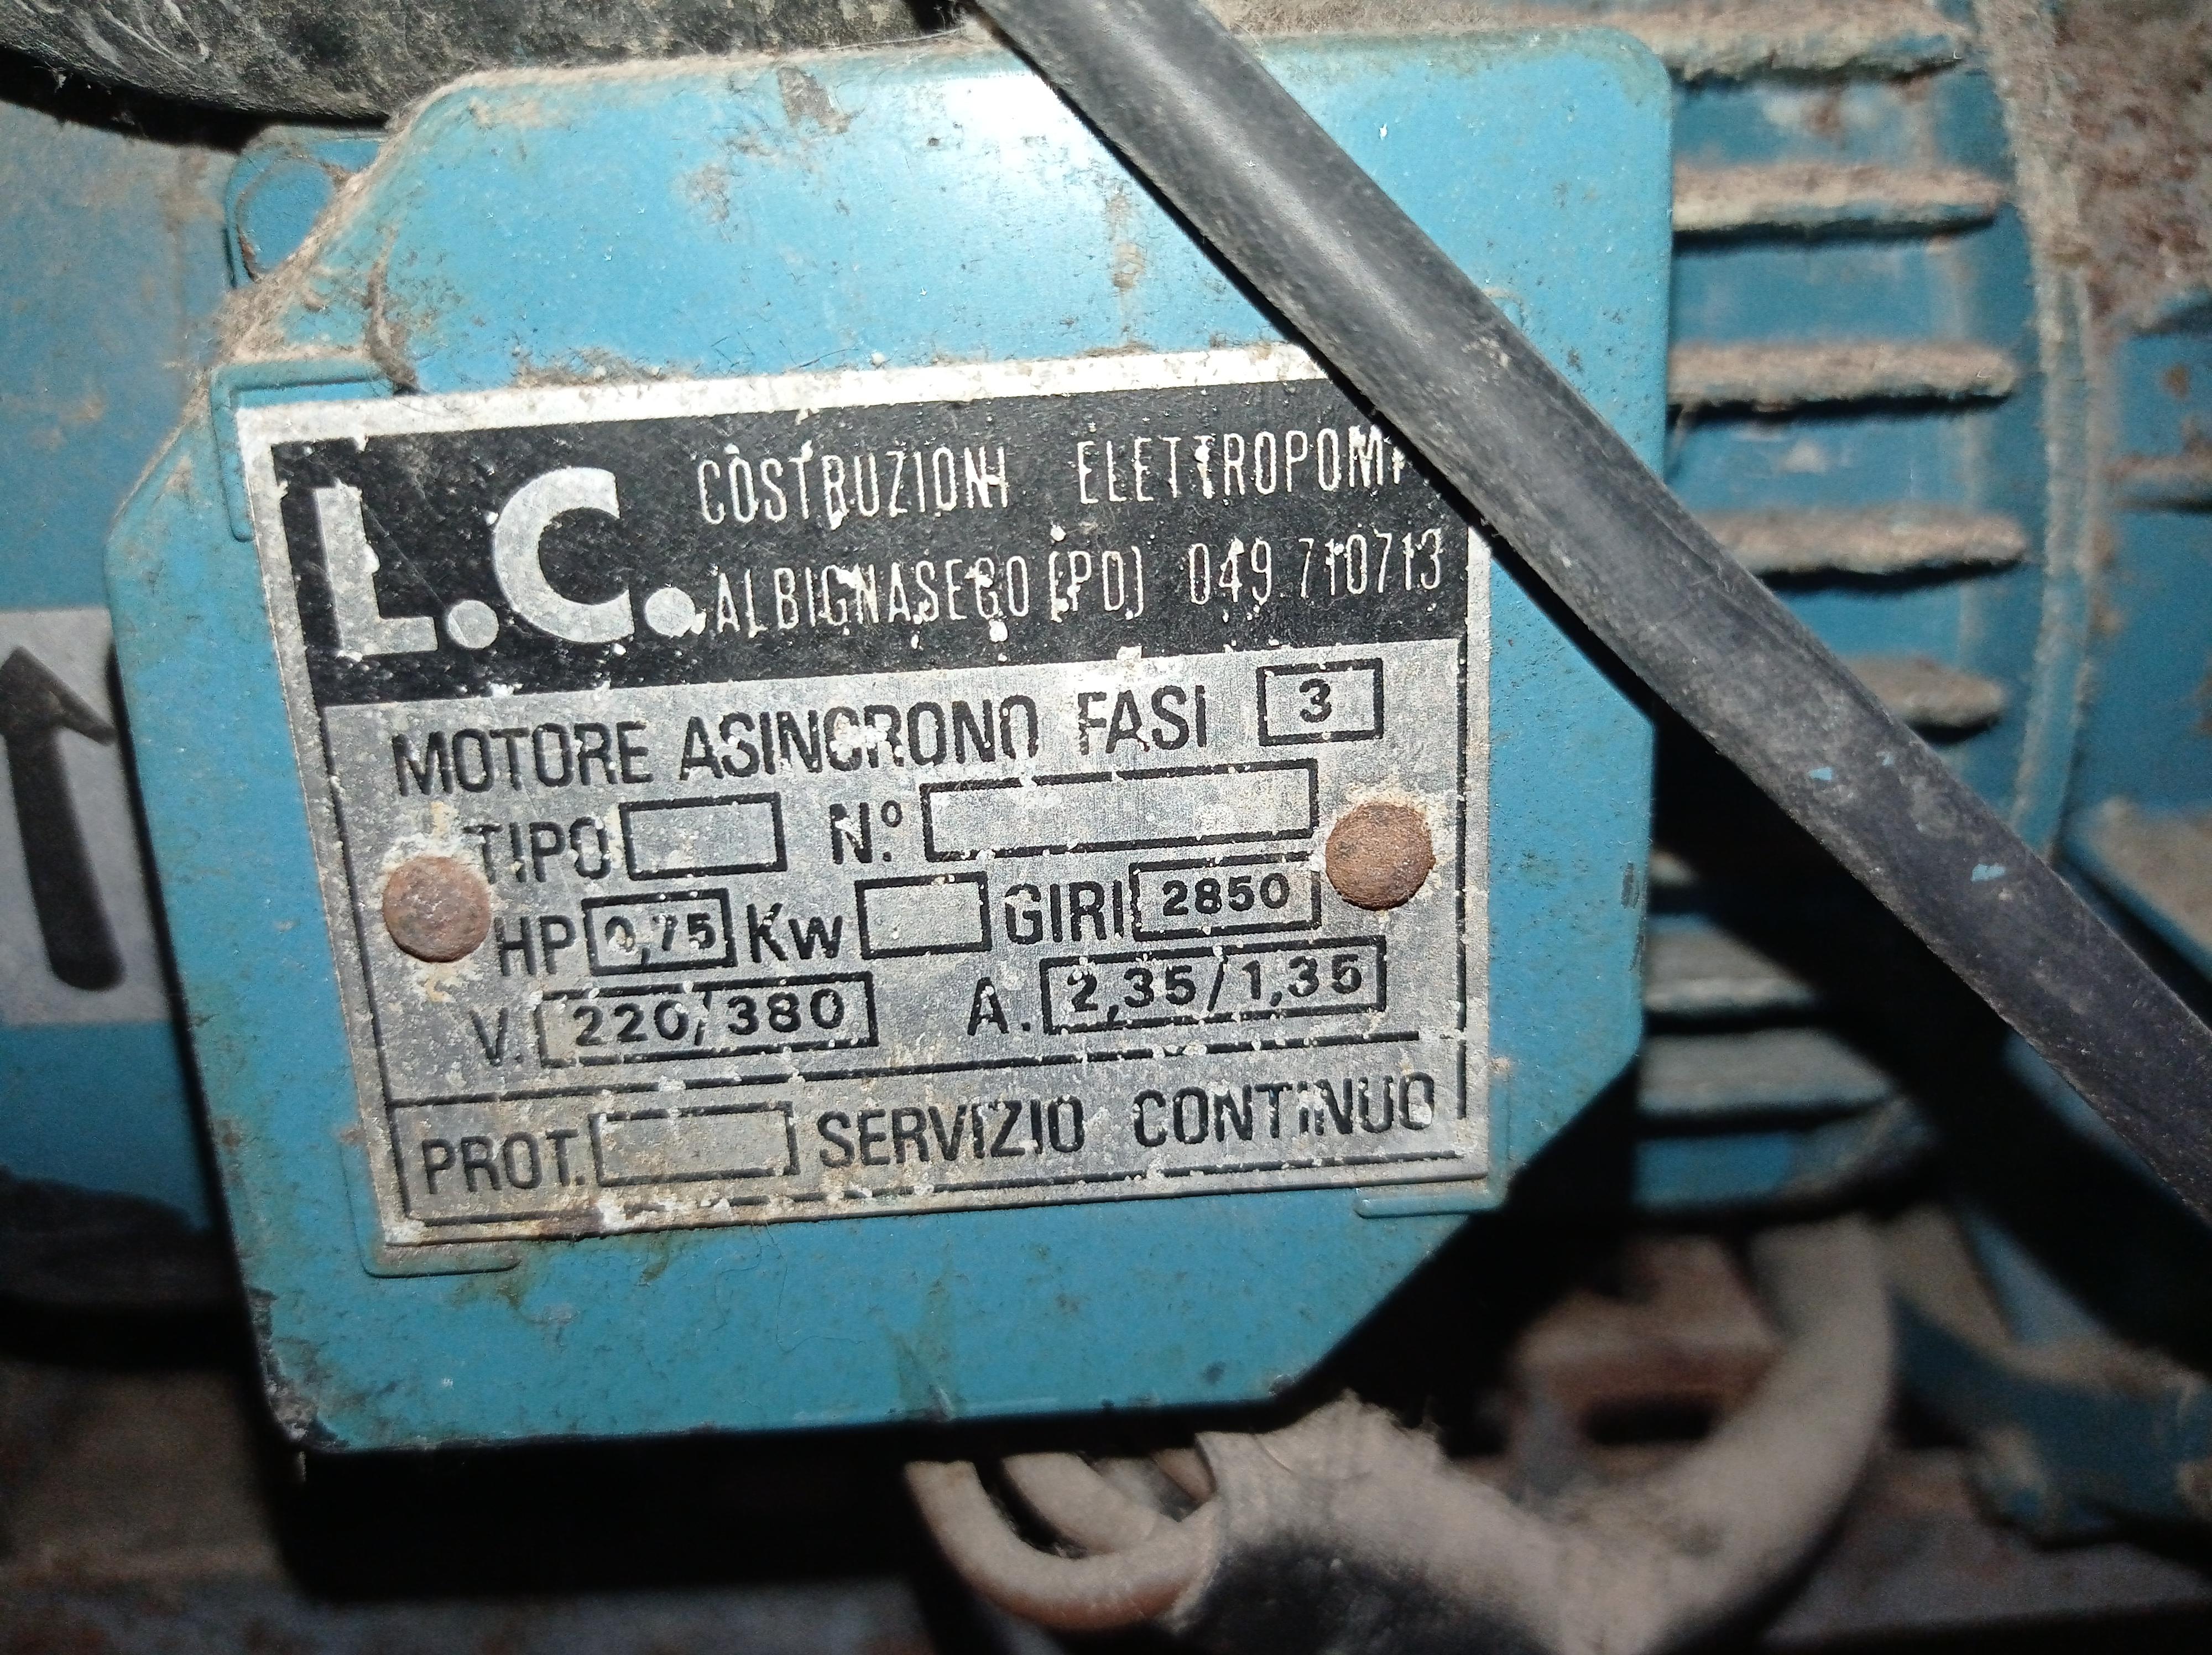 L.C. COSTRUZIONI ELETTROPOMP
ALBIGNASEGO (PD) 049 710713
MOTORE ASINCRONO FASI 3
TIPO N.º
HP 0,75 Kw GIRI 2850
V. 220/380 A. 2,35/1,35
PROT. SERVIZIO CONTINUO